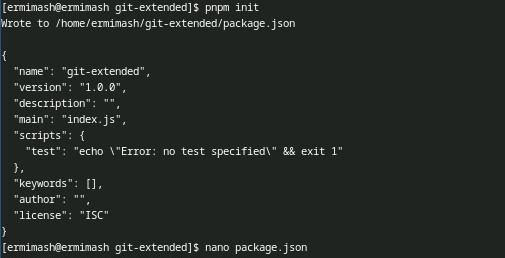 [ermimash@ermimash git-extended]$ pnpm init
Wrote to /home/ermimash/git-extended/package.json
{
"name": "git-extended",
"version": "1.0.0",
"description": "",
"main": "index.js",
"scripts": {
"test": "echo \"Error: no test specified\" && exit 1"
},
"keywords": [],
"author": "",
"license": "ISC"
}
[ermimash@ermimash git-extended]$ nano package.json